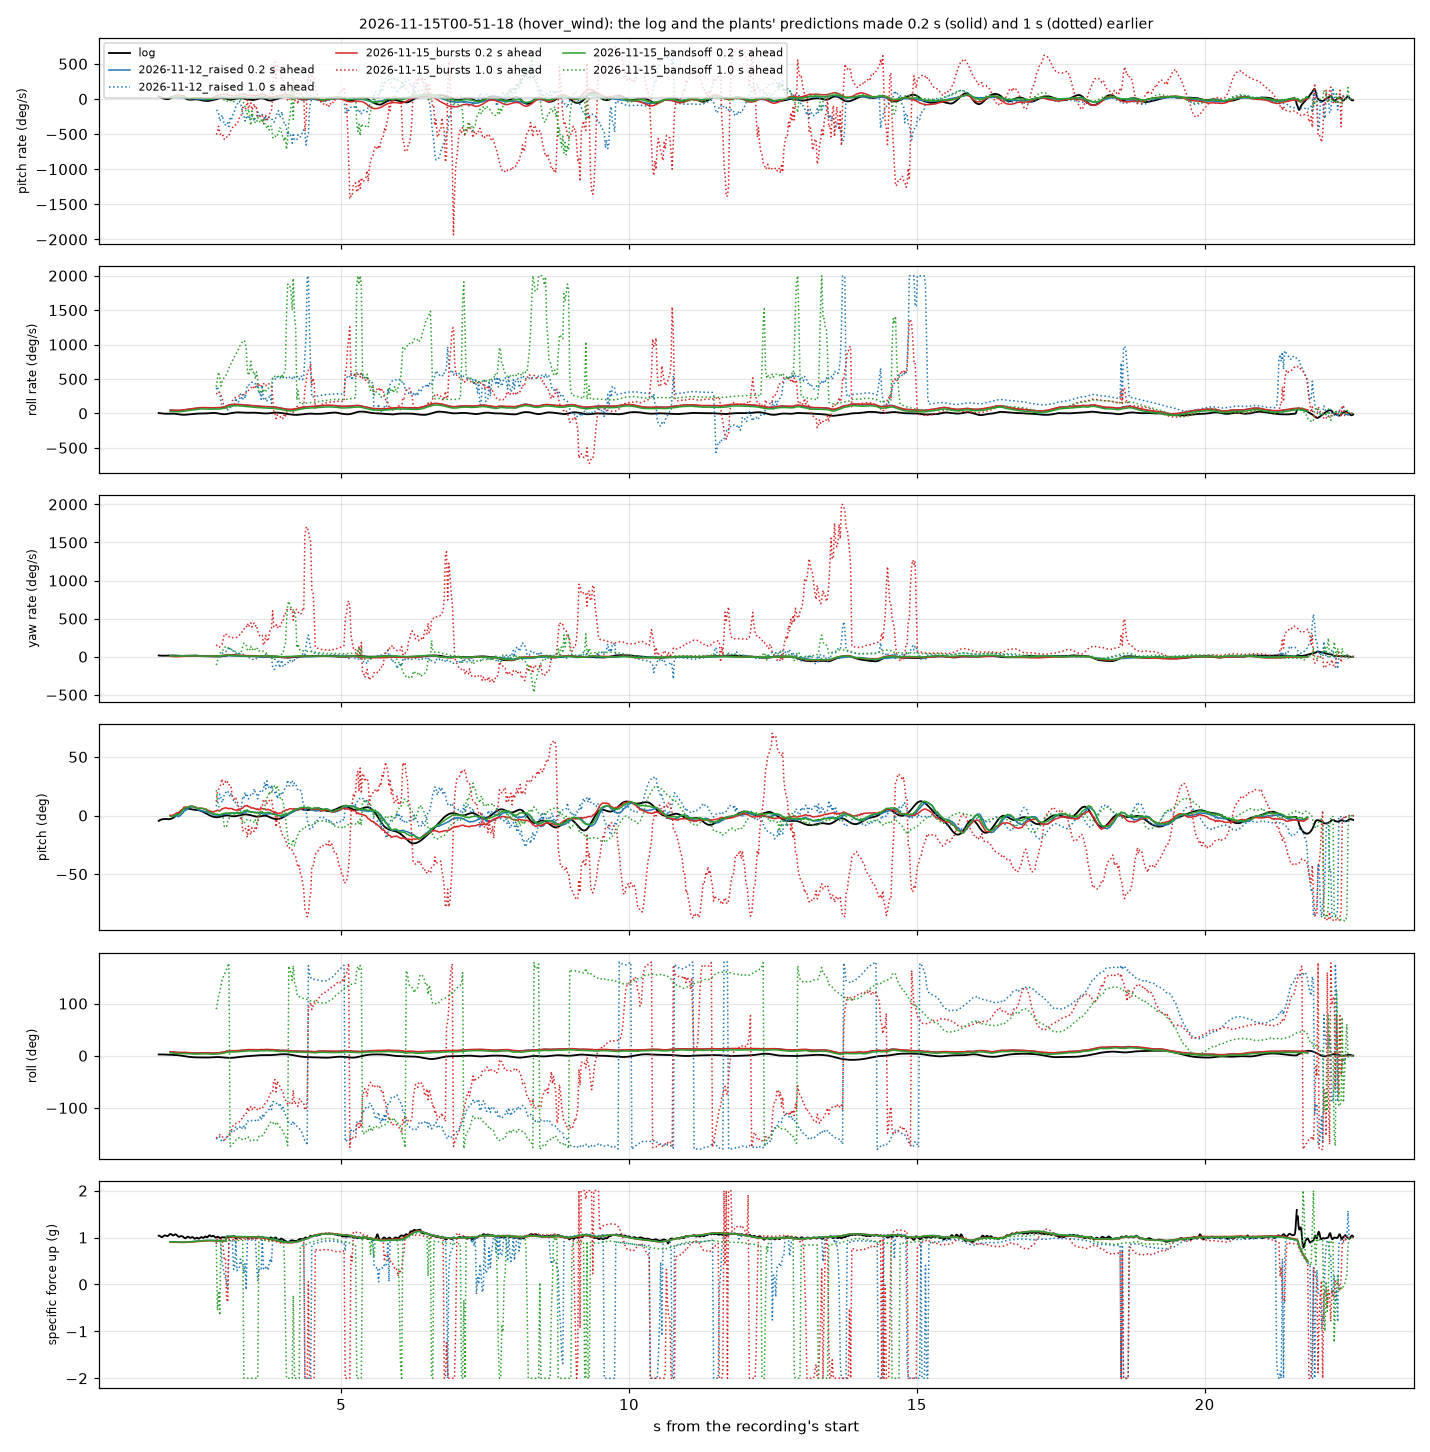 2026-11-15T00-51-18 (hover_wind): the log and the plants' predictions made 0.2 s (solid) and 1 s (dotted) earlier
log
2026-11-12_raised 0.2 s ahead
2026-11-12_raised 1.0 s ahead
2026-11-15_bursts 0.2 s ahead
2026-11-15_bursts 1.0 s ahead
2026-11-15_bandsoff 0.2 s ahead
2026-11-15_bandsoff 1.0 s ahead
pitch rate (deg/s)
500
0
−500
−1000
−1500
−2000
roll rate (deg/s)
2000
1500
1000
500
0
−500
yaw rate (deg/s)
2000
1500
1000
500
0
−500
pitch (deg)
50
0
−50
roll (deg)
100
0
−100
specific force up (g)
2
1
0
−1
−2
5
10
15
20
s from the recording's start